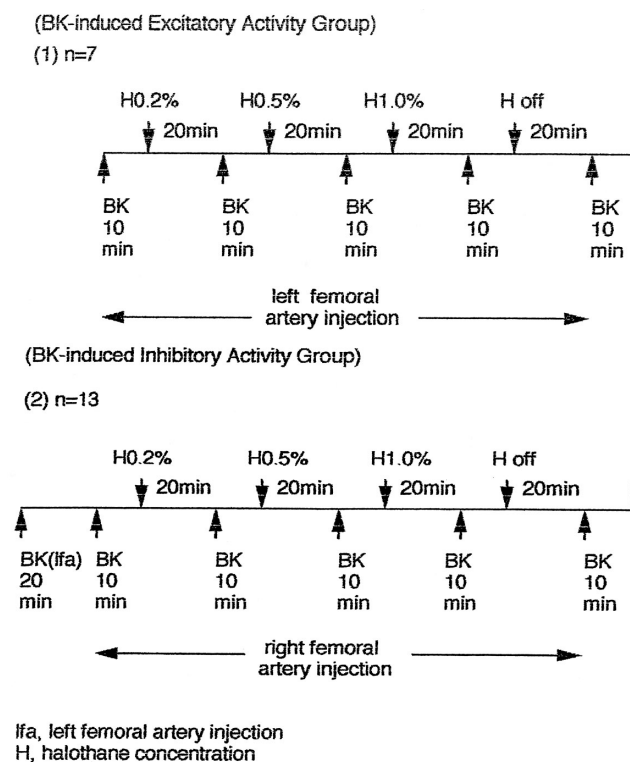 (BK-induced Excitatory Activity Group)
(1) n=7
H0.2% H0.5% H1.0% H off
20min 20min 20min 20min
BK BK BK BK BK
10 10 10 10 10
min min min min min
left femoral
artery injection
(BK-induced Inhibitory Activity Group)
(2) n=13
H0.2% H0.5% H1.0% H off
20min 20min 20min 20min
BK(lfa) BK BK BK BK BK
20 10 10 10 10 10
min min min min min min
right femoral
artery injection
lfa, left femoral artery injection
H, halothane concentration